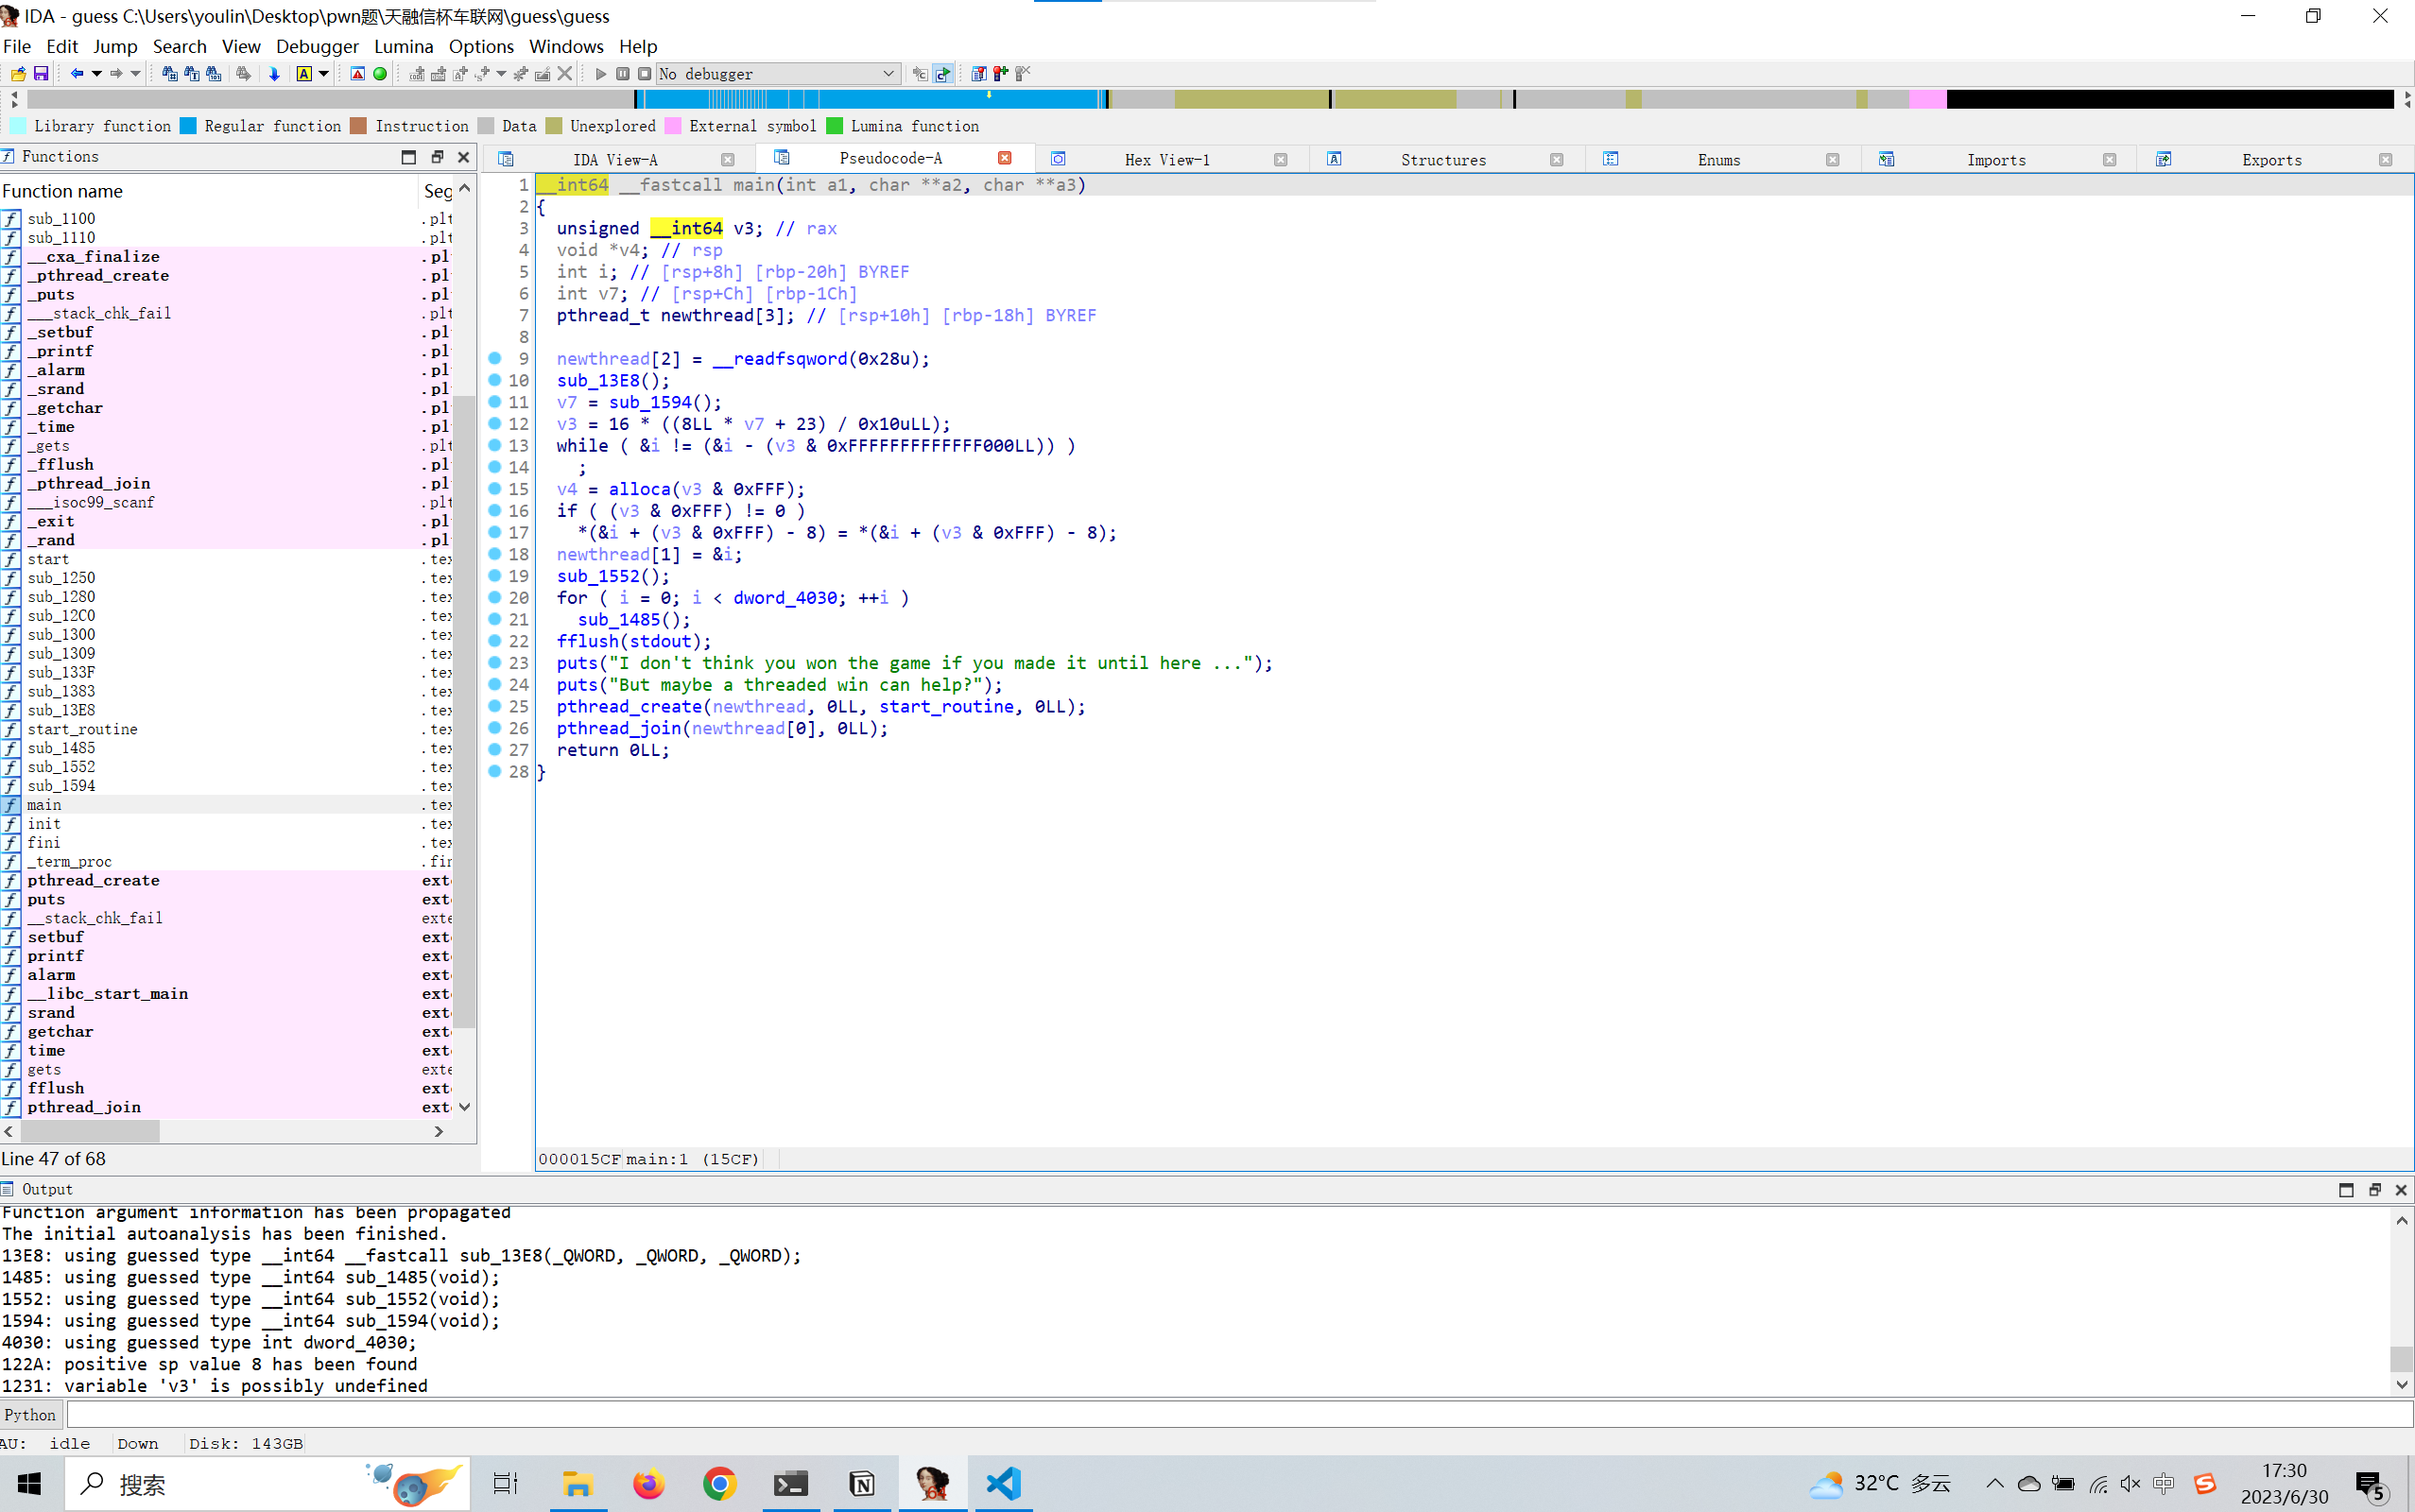 IDA - guess C:\Users\youlin\Desktop\pwn题\天融信杯车联网\guess\guess
File Edit Jump Search View Debugger Lumina Options Windows Help
No debugger
Library function Regular function Instruction Data Unexplored External symbol Lumina function
Functions
Function name Seg
sub_1100 .plt
sub_1110 .plt
__cxa_finalize .pl
_pthread_create .pl
_puts .pl
___stack_chk_fail .plt
_setbuf .pl
_printf .pl
_alarm .pl
_srand .pl
_getchar .pl
_time .pl
_gets .plt
_fflush .pl
_pthread_join .pl
___isoc99_scanf .plt
_exit .pl
_rand .pl
start .tex
sub_1250 .tex
sub_1280 .tex
sub_12C0 .tex
sub_1300 .tex
sub_1309 .tex
sub_133F .tex
sub_1383 .tex
sub_13E8 .tex
start_routine .tex
sub_1485 .tex
sub_1552 .tex
sub_1594 .tex
main .tex
init .tex
fini .tex
_term_proc .fin
pthread_create ext
puts ext
__stack_chk_fail exte
setbuf ext
printf ext
alarm ext
__libc_start_main ext
srand ext
getchar ext
time ext
gets exte
fflush ext
pthread_join ext
Line 47 of 68
IDA View-A Pseudocode-A Hex View-1 Structures Enums Imports Exports
1 __int64 __fastcall main(int a1, char **a2, char **a3)
2 {
3 unsigned __int64 v3; // rax
4 void *v4; // rsp
5 int i; // [rsp+8h] [rbp-20h] BYREF
6 int v7; // [rsp+Ch] [rbp-1Ch]
7 pthread_t newthread[3]; // [rsp+10h] [rbp-18h] BYREF
8
9 newthread[2] = __readfsqword(0x28u);
10 sub_13E8();
11 v7 = sub_1594();
12 v3 = 16 * ((8LL * v7 + 23) / 0x10uLL);
13 while ( &i != (&i - (v3 & 0xFFFFFFFFFFFFF000LL)) )
14 ;
15 v4 = alloca(v3 & 0xFFF);
16 if ( (v3 & 0xFFF) != 0 )
17 *(&i + (v3 & 0xFFF) - 8) = *(&i + (v3 & 0xFFF) - 8);
18 newthread[1] = &i;
19 sub_1552();
20 for ( i = 0; i < dword_4030; ++i )
21 sub_1485();
22 fflush(stdout);
23 puts("I don't think you won the game if you made it until here ...");
24 puts("But maybe a threaded win can help?");
25 pthread_create(newthread, 0LL, start_routine, 0LL);
26 pthread_join(newthread[0], 0LL);
27 return 0LL;
28 }
000015CF main:1 (15CF)
Output
Function argument information has been propagated
The initial autoanalysis has been finished.
13E8: using guessed type __int64 __fastcall sub_13E8(_QWORD, _QWORD, _QWORD);
1485: using guessed type __int64 sub_1485(void);
1552: using guessed type __int64 sub_1552(void);
1594: using guessed type __int64 sub_1594(void);
4030: using guessed type int dword_4030;
122A: positive sp value 8 has been found
1231: variable 'v3' is possibly undefined
Python
AU: idle Down Disk: 143GB
搜索
32°C 多云
中
17:30
2023/6/30
5